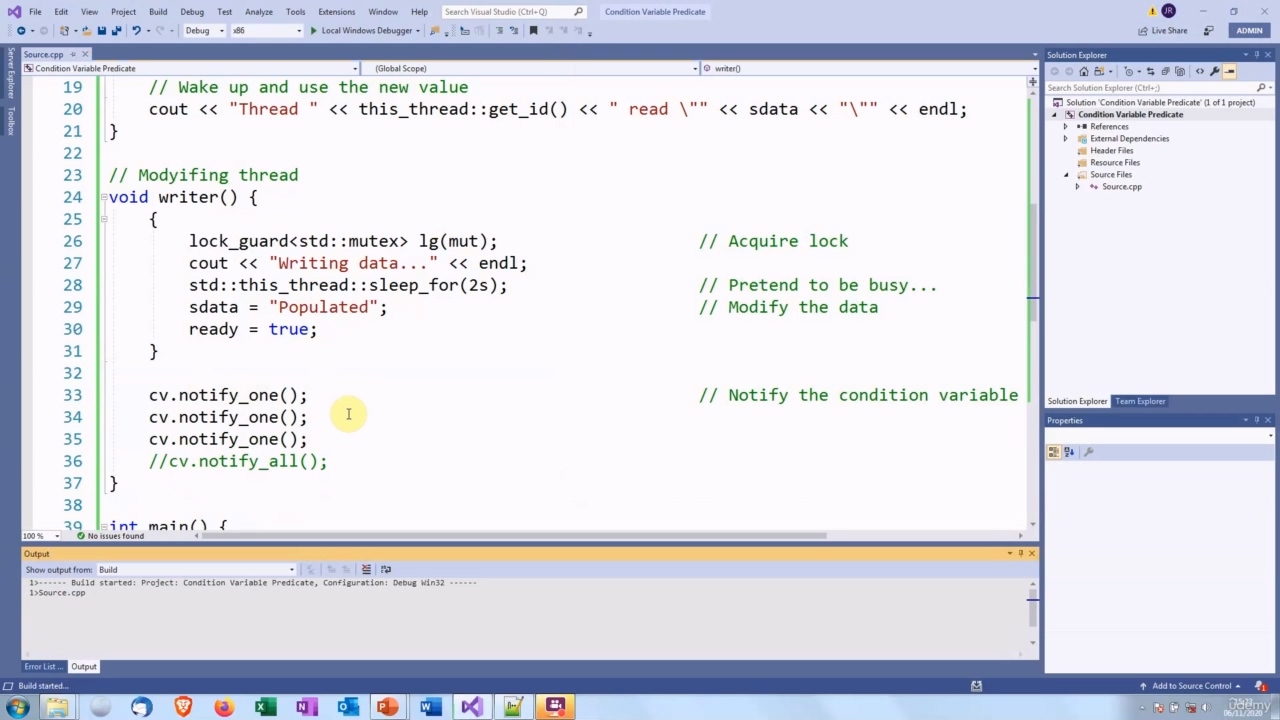 File Edit View Project Build Debug Test Analyze Tools Extensions Window Help Search Visual Studio (Ctrl+Q) Condition Variable Predicate JR
Debug x86 Local Windows Debugger Live Share ADMIN
Server Explorer
Toolbox
Source.cpp
Condition Variable Predicate (Global Scope) writer()
19 // Wake up and use the new value
20 cout << "Thread " << this_thread::get_id() << " read \"" << sdata << "\"" << endl;
21 }
22
23 // Modyifing thread
24 void writer() {
25 {
26 lock_guard<std::mutex> lg(mut); // Acquire lock
27 cout << "Writing data..." << endl;
28 std::this_thread::sleep_for(2s); // Pretend to be busy...
29 sdata = "Populated"; // Modify the data
30 ready = true;
31 }
32
33 cv.notify_one(); // Notify the condition variable
34 cv.notify_one();
35 cv.notify_one();
36 //cv.notify_all();
37 }
38
39 int main() {
100 % No issues found
Output
Show output from: Build
1>------ Build started: Project: Condition Variable Predicate, Configuration: Debug Win32 ------
1>Source.cpp
Error List ... Output
Solution Explorer
Search Solution Explorer (Ctrl+;)
Solution 'Condition Variable Predicate' (1 of 1 project)
Condition Variable Predicate
References
External Dependencies
Header Files
Resource Files
Source Files
Source.cpp
Solution Explorer Team Explorer
Properties
Build started... Add to Source Control
udemy
06/11/2020